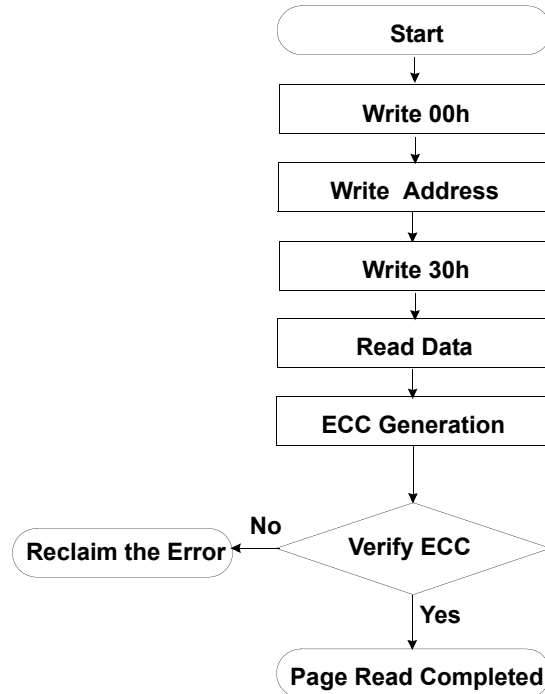 Start
Write 00h
Write Address
Write 30h
Read Data
ECC Generation
No
Reclaim the Error
Verify ECC
Yes
Page Read Completed